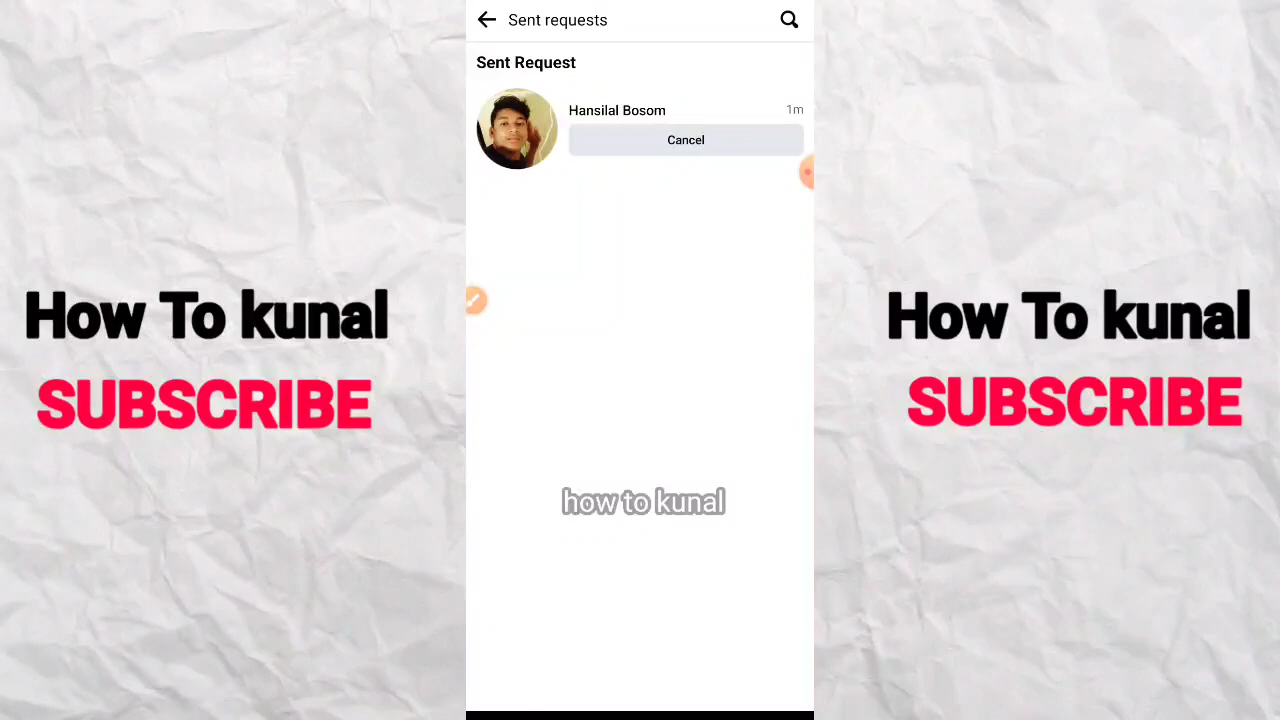 Sent requests
Sent Request
Hansilal Bosom 1m
Cancel
How To kunal
SUBSCRIBE
How To kunal
SUBSCRIBE
how to kunal